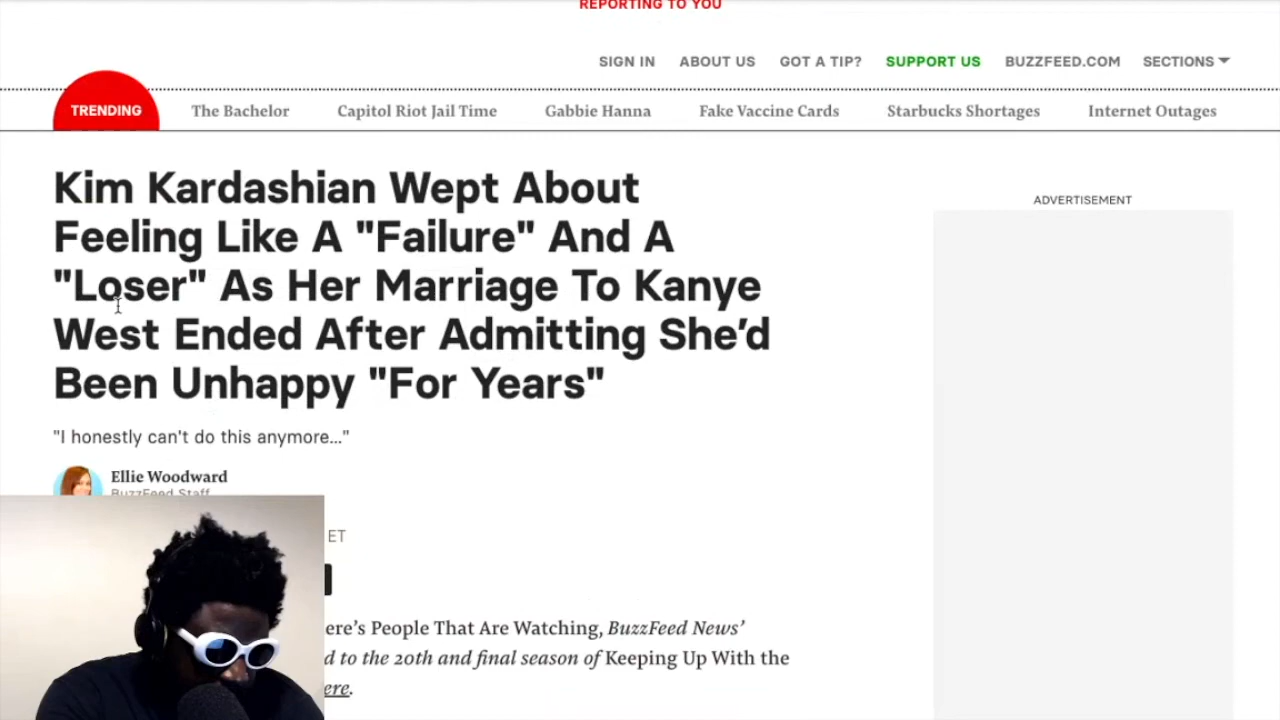 REPORTING TO YOU
SIGN IN ABOUT US GOT A TIP? SUPPORT US BUZZFEED.COM SECTIONS
TRENDING The Bachelor Capitol Riot Jail Time Gabbie Hanna Fake Vaccine Cards Starbucks Shortages Internet Outages
Kim Kardashian Wept About
Feeling Like A "Failure" And A
"Loser" As Her Marriage To Kanye
West Ended After Admitting She’d
Been Unhappy "For Years"
ADVERTISEMENT
"I honestly can't do this anymore..."
Ellie Woodward
BuzzFeed Staff
ET
ere’s People That Are Watching, BuzzFeed News’
d to the 20th and final season of Keeping Up With the
ere.